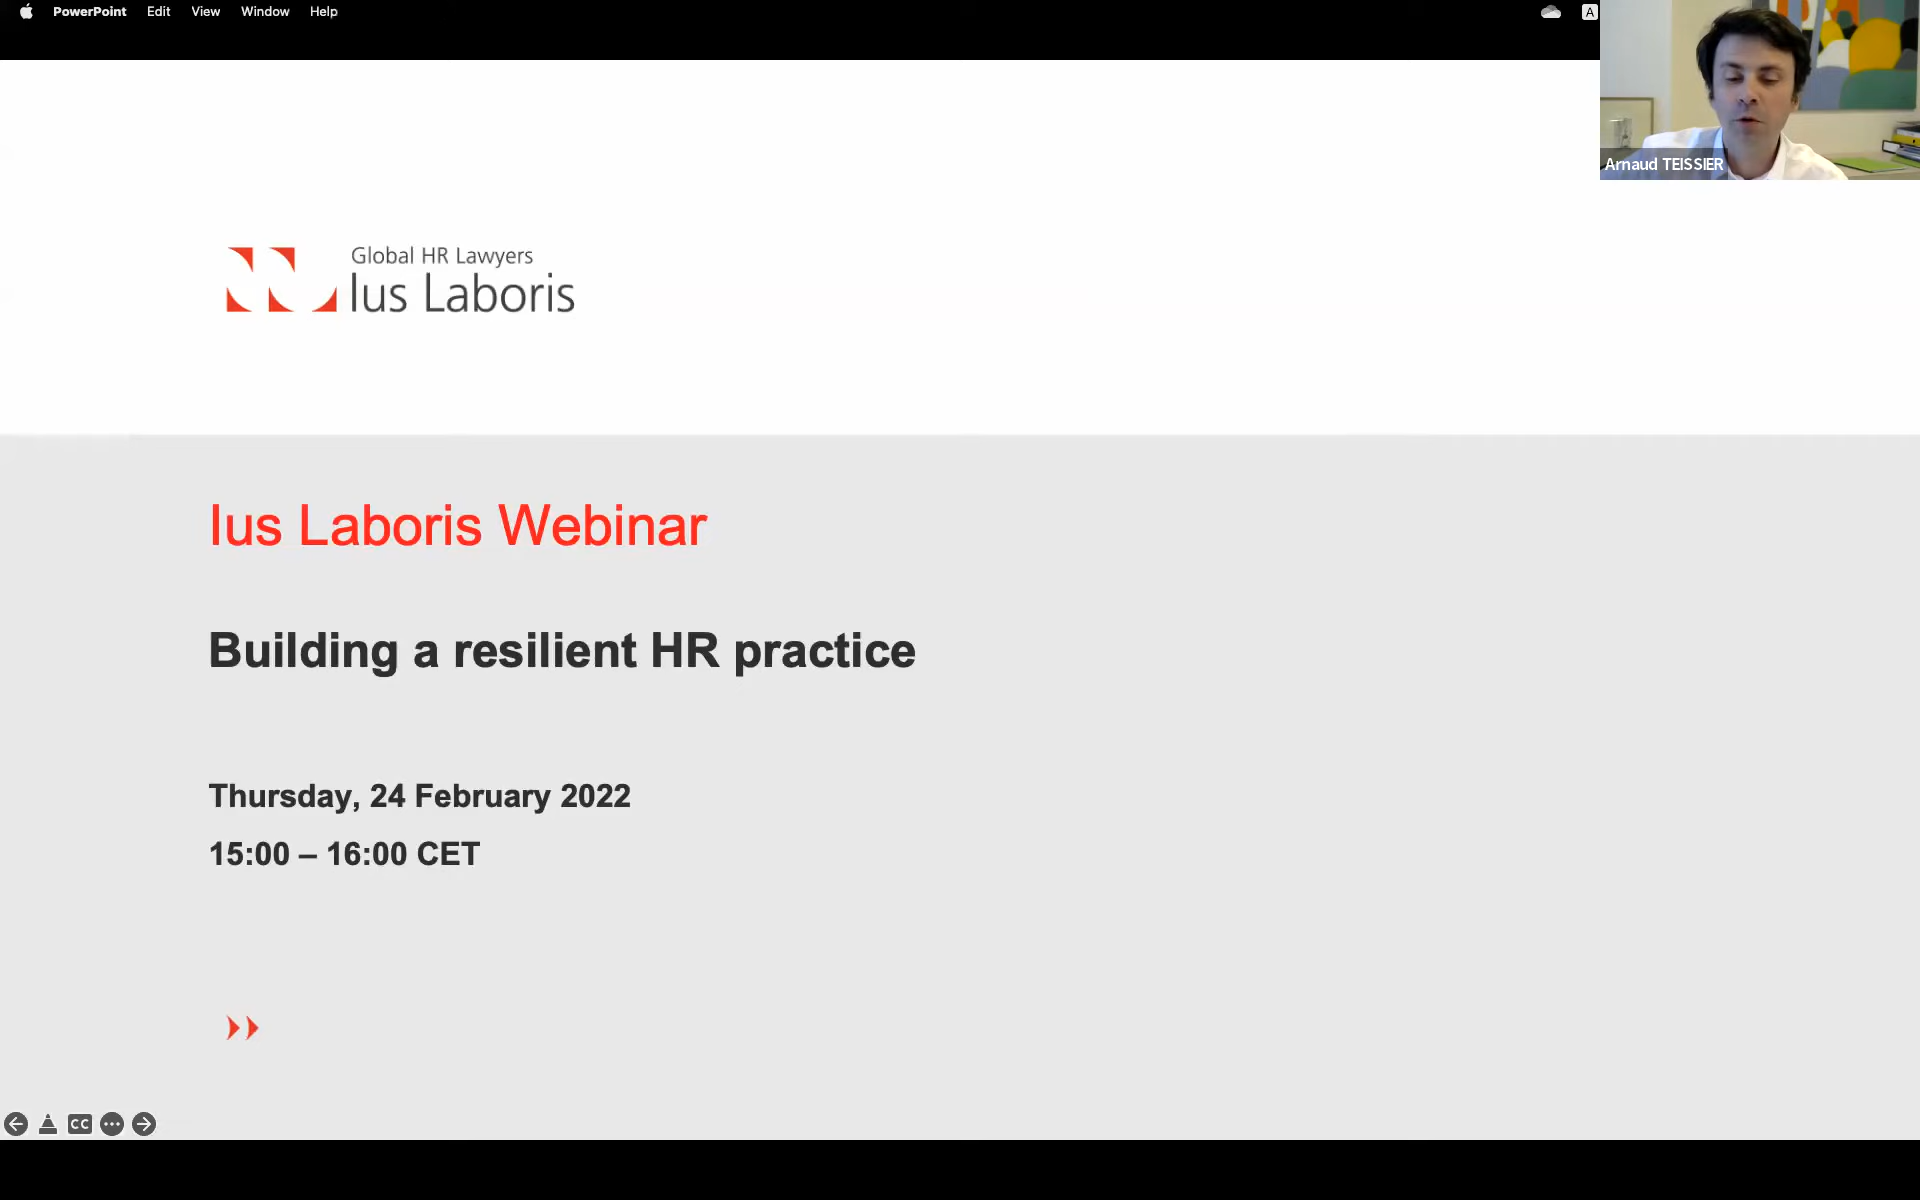 PowerPoint Edit View Window Help
A
Arnaud TEISSIER
Global HR Lawyers
Ius Laboris
Ius Laboris Webinar
Building a resilient HR practice
Thursday, 24 February 2022
15:00 – 16:00 CET
CC